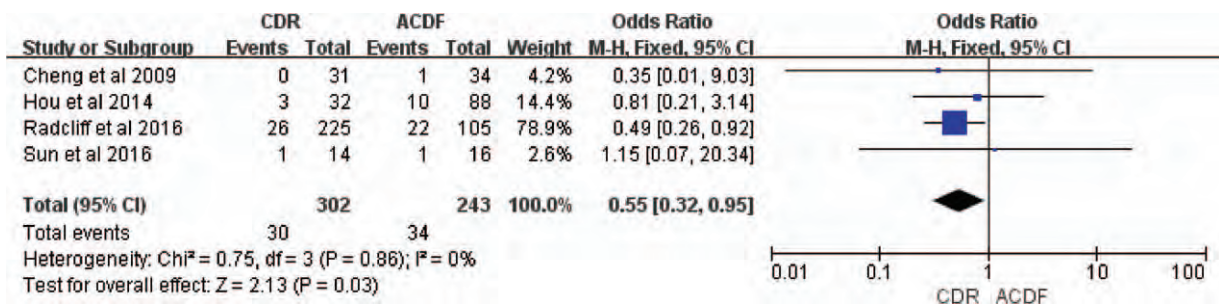 CDR ACDF Odds Ratio Odds Ratio
Study or Subgroup Events Total Events Total Weight M-H, Fixed, 95% CI M-H, Fixed, 95% CI
Cheng et al 2009 0 31 1 34 4.2% 0.35 [0.01, 9.03]
Hou et al 2014 3 32 10 88 14.4% 0.81 [0.21, 3.14]
Radcliff et al 2016 26 225 22 105 78.9% 0.49 [0.26, 0.92]
Sun et al 2016 1 14 1 16 2.6% 1.15 [0.07, 20.34]
Total (95% CI) 302 243 100.0% 0.55 [0.32, 0.95]
Total events 30 34
Heterogeneity: Chi² = 0.75, df = 3 (P = 0.86); I² = 0%
Test for overall effect: Z = 2.13 (P = 0.03)
0.01 0.1 1 10 100
CDR ACDF